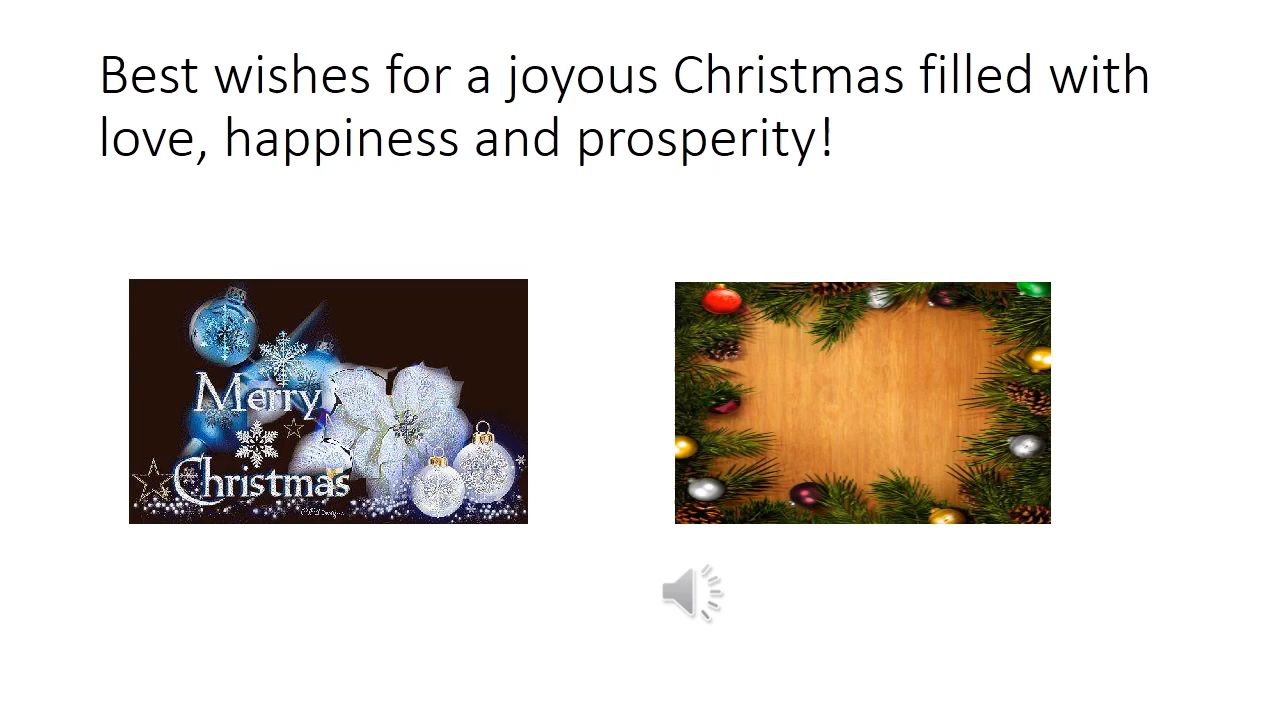 Best wishes for a joyous Christmas filled with
love, happiness and prosperity!
Merry
Christmas